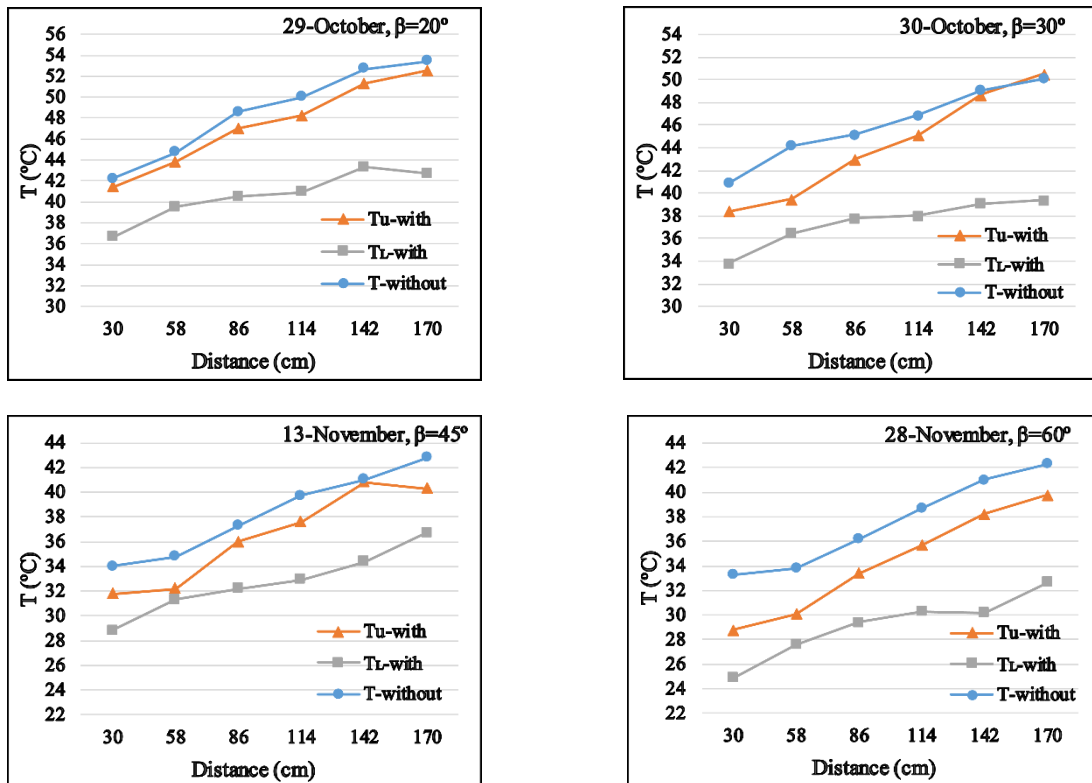 29-October, β=20º
T (ºC)
56
54
52
50
48
46
44
42
40
38
36
34
32
30
Tu-with
TL-with
T-without
30 58 86 114 142 170
Distance (cm)
30-October, β=30º
T (ºC)
54
52
50
48
46
44
42
40
38
36
34
32
30
Tu-with
TL-with
T-without
30 58 86 114 142 170
Distance (cm)
13-November, β=45º
T (ºC)
44
42
40
38
36
34
32
30
28
26
24
22
Tu-with
TL-with
T-without
30 58 86 114 142 170
Distance (cm)
28-November, β=60º
T (ºC)
44
42
40
38
36
34
32
30
28
26
24
22
Tu-with
TL-with
T-without
30 58 86 114 142 170
Distance (cm)